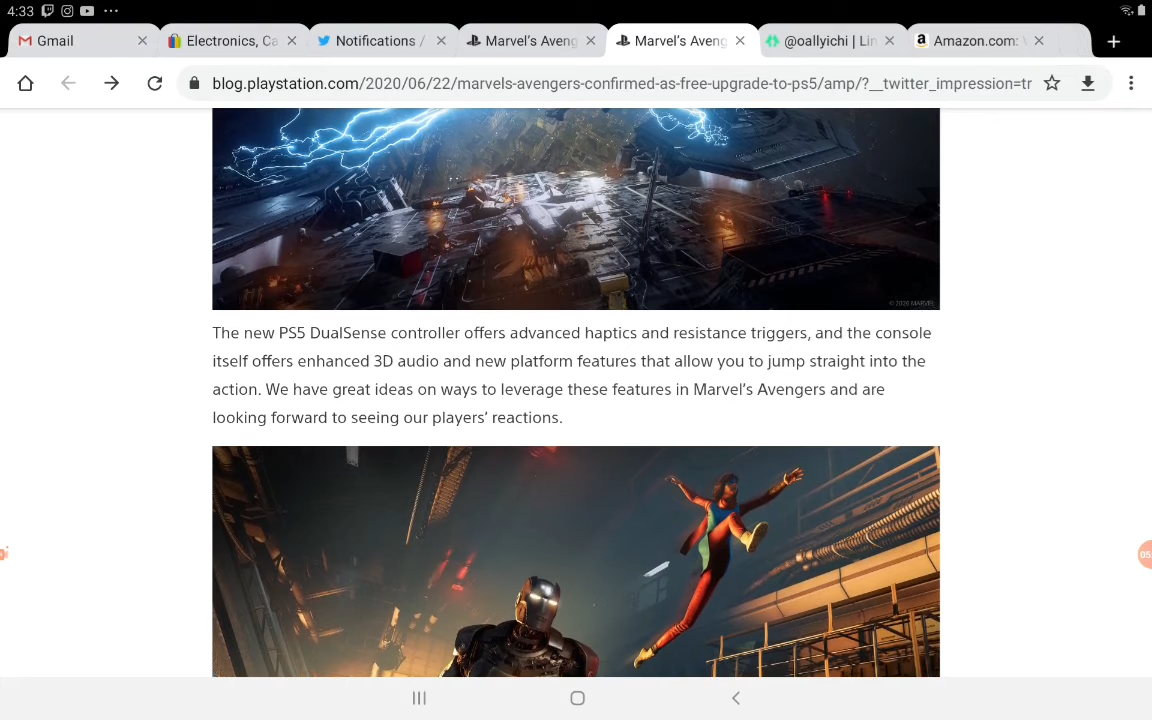 4:33
Gmail
Electronics, Ca
Notifications /
Marvel's Aveng
Marvel's Aveng
@oallyichi | Lin
Amazon.com:
blog.playstation.com/2020/06/22/marvels-avengers-confirmed-as-free-upgrade-to-ps5/amp/?__twitter_impression=tr
© 2020 MARVEL
The new PS5 DualSense controller offers advanced haptics and resistance triggers, and the console
itself offers enhanced 3D audio and new platform features that allow you to jump straight into the
action. We have great ideas on ways to leverage these features in Marvel's Avengers and are
looking forward to seeing our players' reactions.